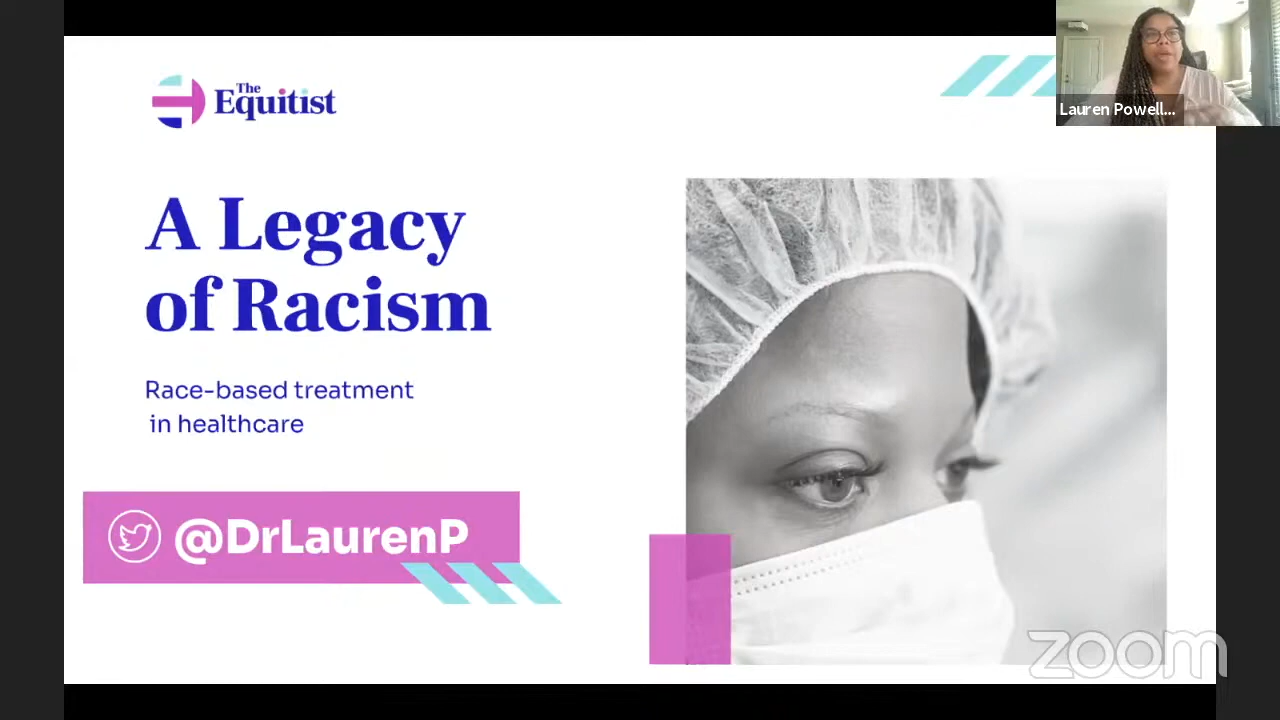 The
Equitist
Lauren Powell...
A Legacy
of Racism
Race-based treatment
in healthcare
@DrLaurenP
zoom